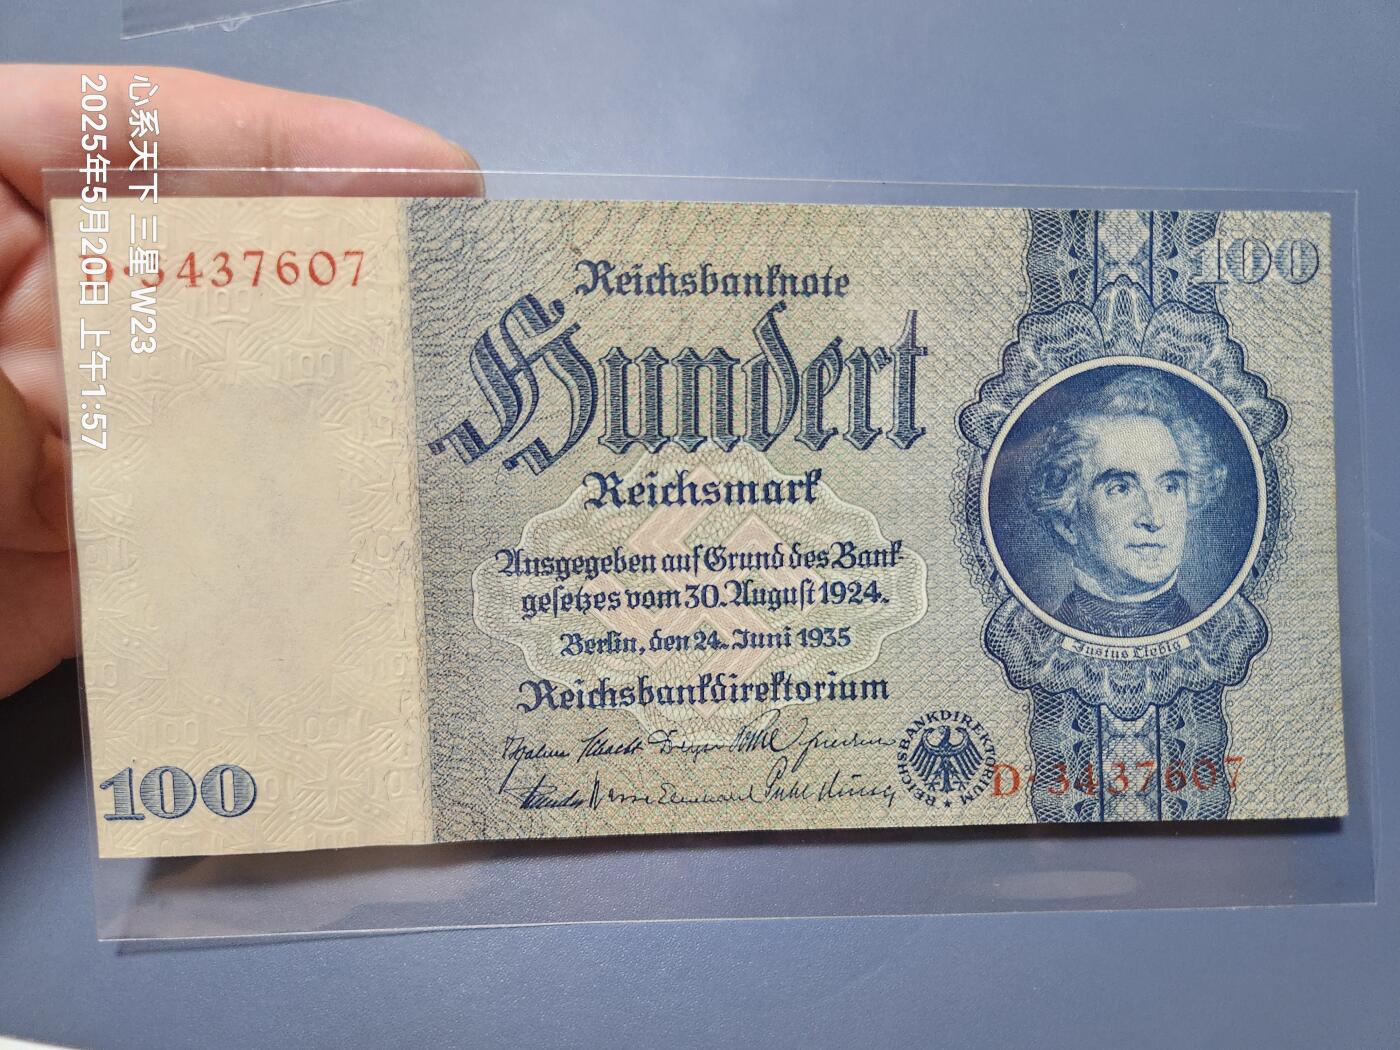 心系天下 三星 W23
2025年5月20日 上午1:57
3437607
100
Reichsbanknote
Hundert
Reichsmark
Ausgegeben auf Grund des Bank-
gesetzes vom 30. August 1924.
Berlin, den 24. Juni 1935
Reichsbankdirektorium
REICHSBANKDIREKTORIUM
Justus Liebig
D·3437607
100